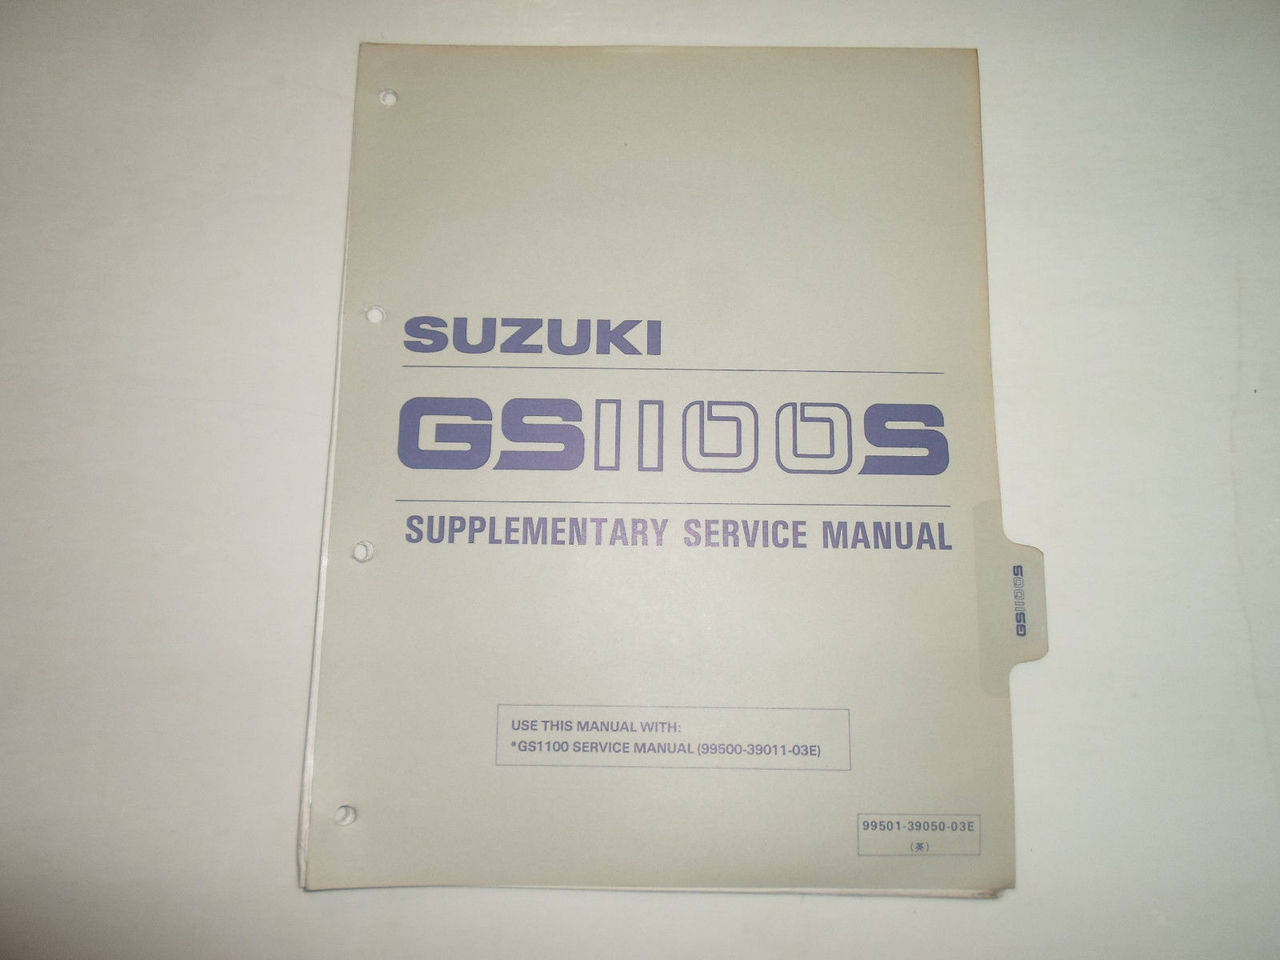 SUZUKI
GS1100S
SUPPLEMENTARY SERVICE MANUAL
GS1100S
USE THIS MANUAL WITH:
*GS1100 SERVICE MANUAL (99500-39011-03E)
99501-39050-03E
(英)